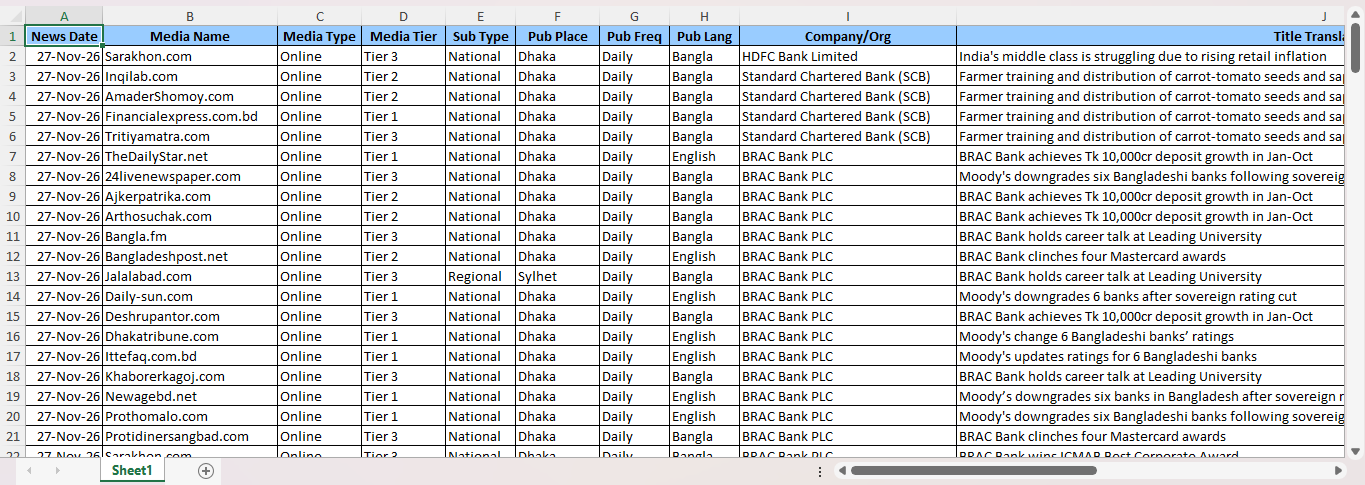 A B C D E F G H I J
1 News Date Media Name Media Type Media Tier Sub Type Pub Place Pub Freq Pub Lang Company/Org Title Transla
2 27-Nov-26 Sarakhon.com Online Tier 3 National Dhaka Daily Bangla HDFC Bank Limited India's middle class is struggling due to rising retail inflation
3 27-Nov-26 Inqilab.com Online Tier 2 National Dhaka Daily Bangla Standard Chartered Bank (SCB) Farmer training and distribution of carrot-tomato seeds and sa
4 27-Nov-26 AmaderShomoy.com Online Tier 2 National Dhaka Daily Bangla Standard Chartered Bank (SCB) Farmer training and distribution of carrot-tomato seeds and sa
5 27-Nov-26 Financialexpress.com.bd Online Tier 1 National Dhaka Daily Bangla Standard Chartered Bank (SCB) Farmer training and distribution of carrot-tomato seeds and sa
6 27-Nov-26 Tritiyamatra.com Online Tier 3 National Dhaka Daily Bangla Standard Chartered Bank (SCB) Farmer training and distribution of carrot-tomato seeds and sa
7 27-Nov-26 TheDailyStar.net Online Tier 1 National Dhaka Daily English BRAC Bank PLC BRAC Bank achieves Tk 10,000cr deposit growth in Jan-Oct
8 27-Nov-26 24livenewspaper.com Online Tier 3 National Dhaka Daily Bangla BRAC Bank PLC Moody's downgrades six Bangladeshi banks following sovereig
9 27-Nov-26 Ajkerpatrika.com Online Tier 2 National Dhaka Daily Bangla BRAC Bank PLC BRAC Bank achieves Tk 10,000cr deposit growth in Jan-Oct
10 27-Nov-26 Arthosuchak.com Online Tier 2 National Dhaka Daily Bangla BRAC Bank PLC BRAC Bank achieves Tk 10,000cr deposit growth in Jan-Oct
11 27-Nov-26 Bangla.fm Online Tier 3 National Dhaka Daily Bangla BRAC Bank PLC BRAC Bank holds career talk at Leading University
12 27-Nov-26 Bangladeshpost.net Online Tier 2 National Dhaka Daily English BRAC Bank PLC BRAC Bank clinches four Mastercard awards
13 27-Nov-26 Jalalabad.com Online Tier 3 Regional Sylhet Daily Bangla BRAC Bank PLC BRAC Bank holds career talk at Leading University
14 27-Nov-26 Daily-sun.com Online Tier 1 National Dhaka Daily English BRAC Bank PLC Moody's downgrades 6 banks after sovereign rating cut
15 27-Nov-26 Deshrupantor.com Online Tier 3 National Dhaka Daily Bangla BRAC Bank PLC BRAC Bank achieves Tk 10,000cr deposit growth in Jan-Oct
16 27-Nov-26 Dhakatribune.com Online Tier 1 National Dhaka Daily English BRAC Bank PLC Moody's change 6 Bangladeshi banks’ ratings
17 27-Nov-26 Ittefaq.com.bd Online Tier 1 National Dhaka Daily English BRAC Bank PLC Moody's updates ratings for 6 Bangladeshi banks
18 27-Nov-26 Khaborerkagoj.com Online Tier 3 National Dhaka Daily Bangla BRAC Bank PLC BRAC Bank holds career talk at Leading University
19 27-Nov-26 Newagebd.net Online Tier 1 National Dhaka Daily English BRAC Bank PLC Moody’s downgrades six banks in Bangladesh after sovereign r
20 27-Nov-26 Prothomalo.com Online Tier 1 National Dhaka Daily English BRAC Bank PLC Moody's downgrades six Bangladeshi banks following sovereig
21 27-Nov-26 Protidinersangbad.com Online Tier 3 National Dhaka Daily Bangla BRAC Bank PLC BRAC Bank clinches four Mastercard awards
22 27-Nov-26 Sarakhon.com Online Tier 3 National Dhaka Daily Bangla BRAC Bank PLC BRAC Bank wins ICMAB Best Corporate Award
Sheet1